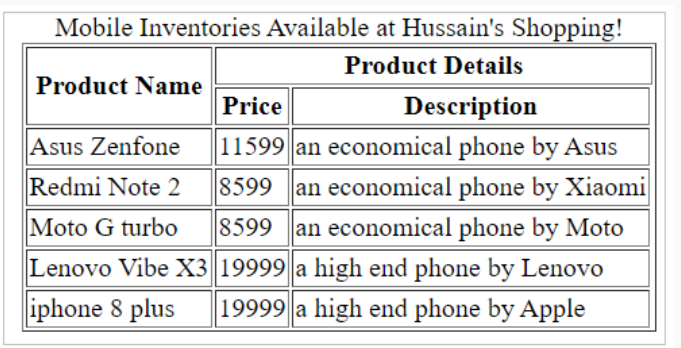 Mobile Inventories Available at Hussain's Shopping!
Product Name Product Details
Price Description
Asus Zenfone 11599 an economical phone by Asus
Redmi Note 2 8599 an economical phone by Xiaomi
Moto G turbo 8599 an economical phone by Moto
Lenovo Vibe X3 19999 a high end phone by Lenovo
iphone 8 plus 19999 a high end phone by Apple